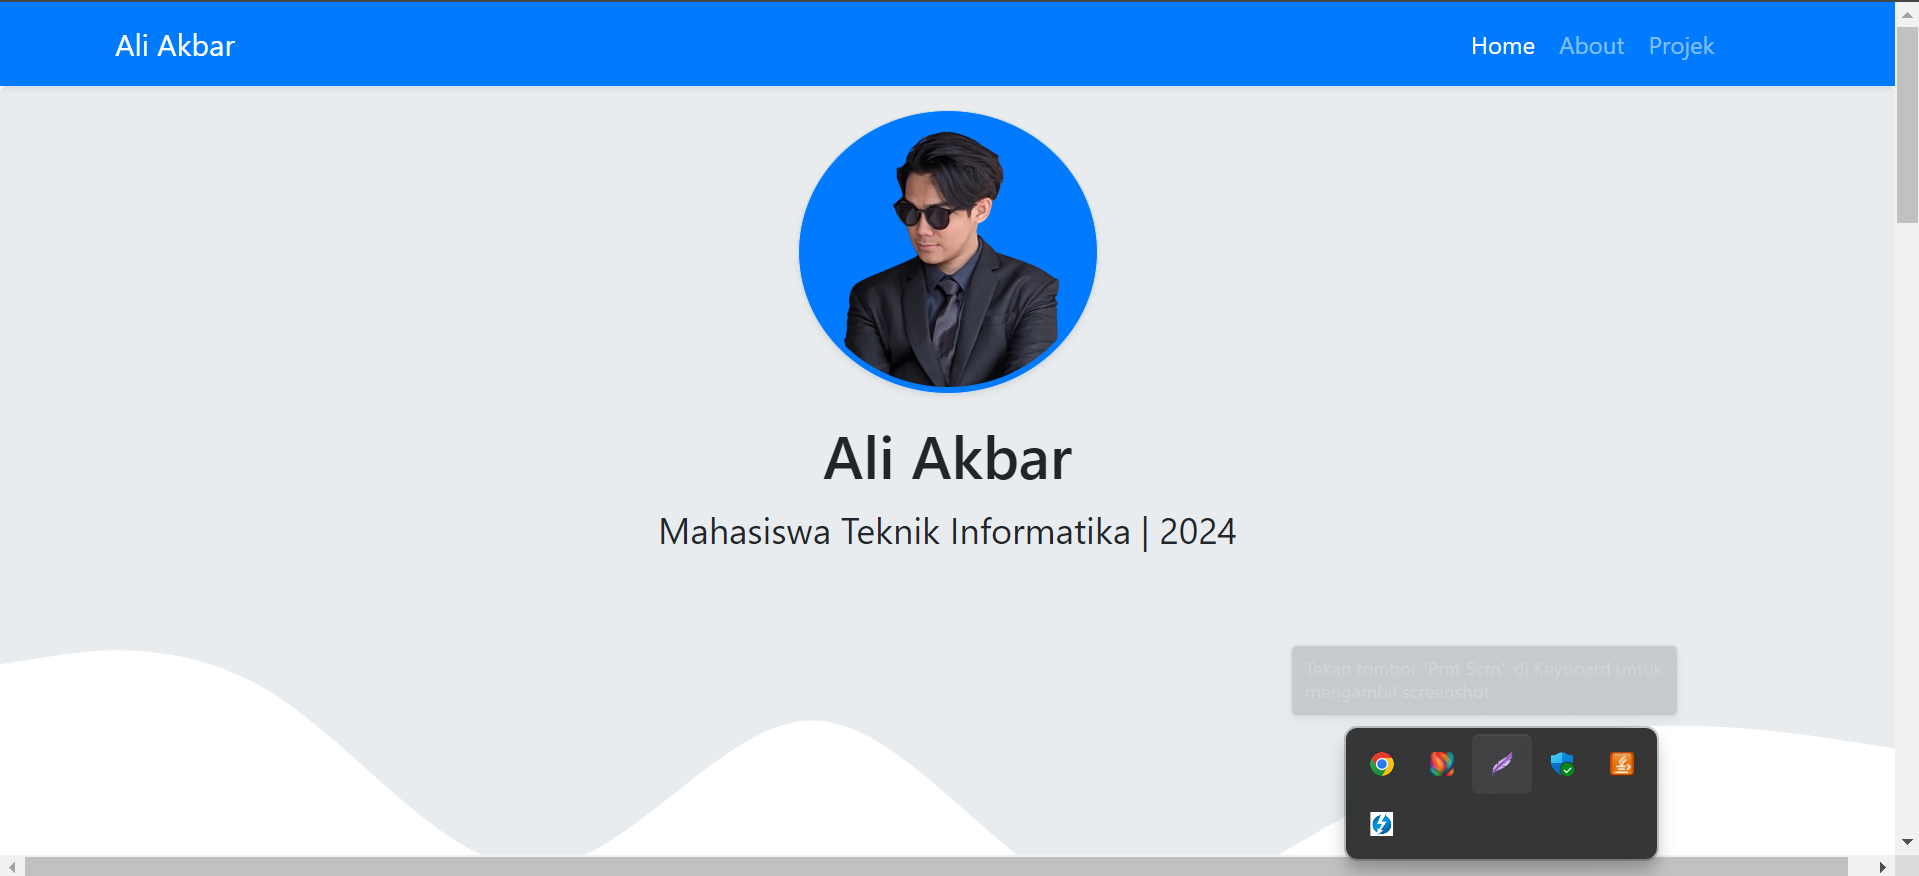 Ali Akbar
Home About Projek
Ali Akbar
Mahasiswa Teknik Informatika | 2024
Tekan tombol "Prnt Scrn" di Keyboard untuk
mengambil screenshot